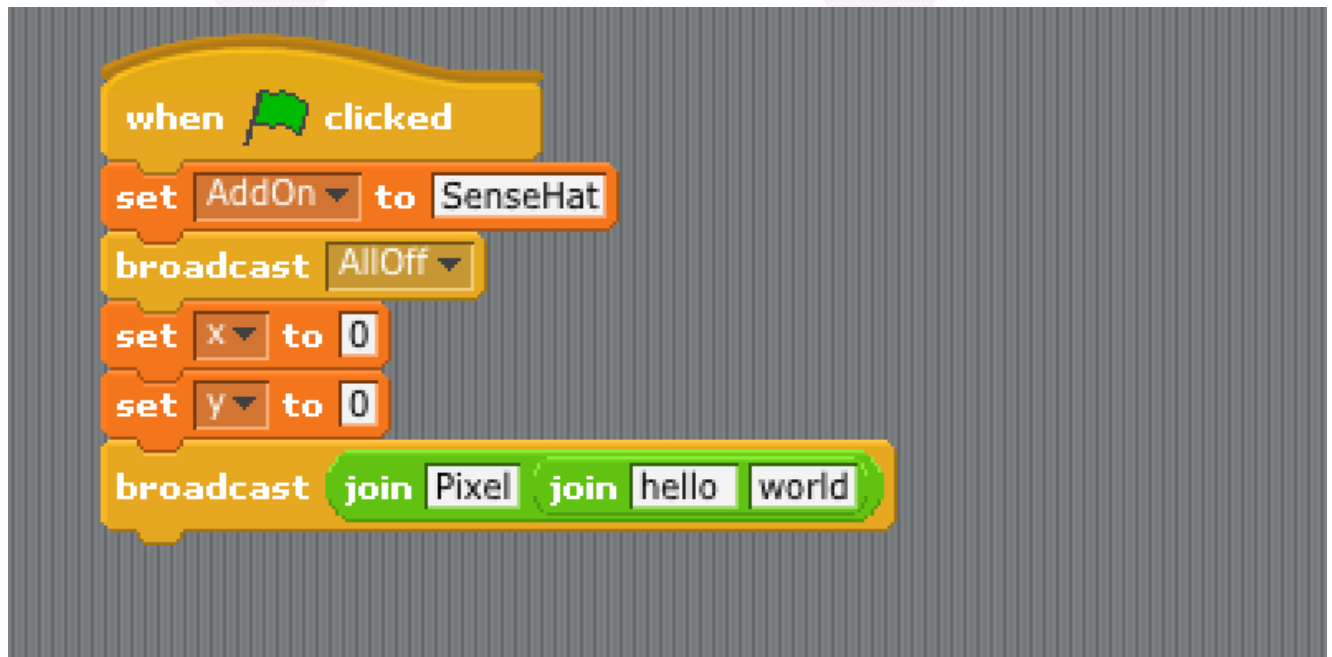 when clicked
set AddOn to SenseHat
broadcast AllOff
set x to 0
set y to 0
broadcast join Pixel join hello world